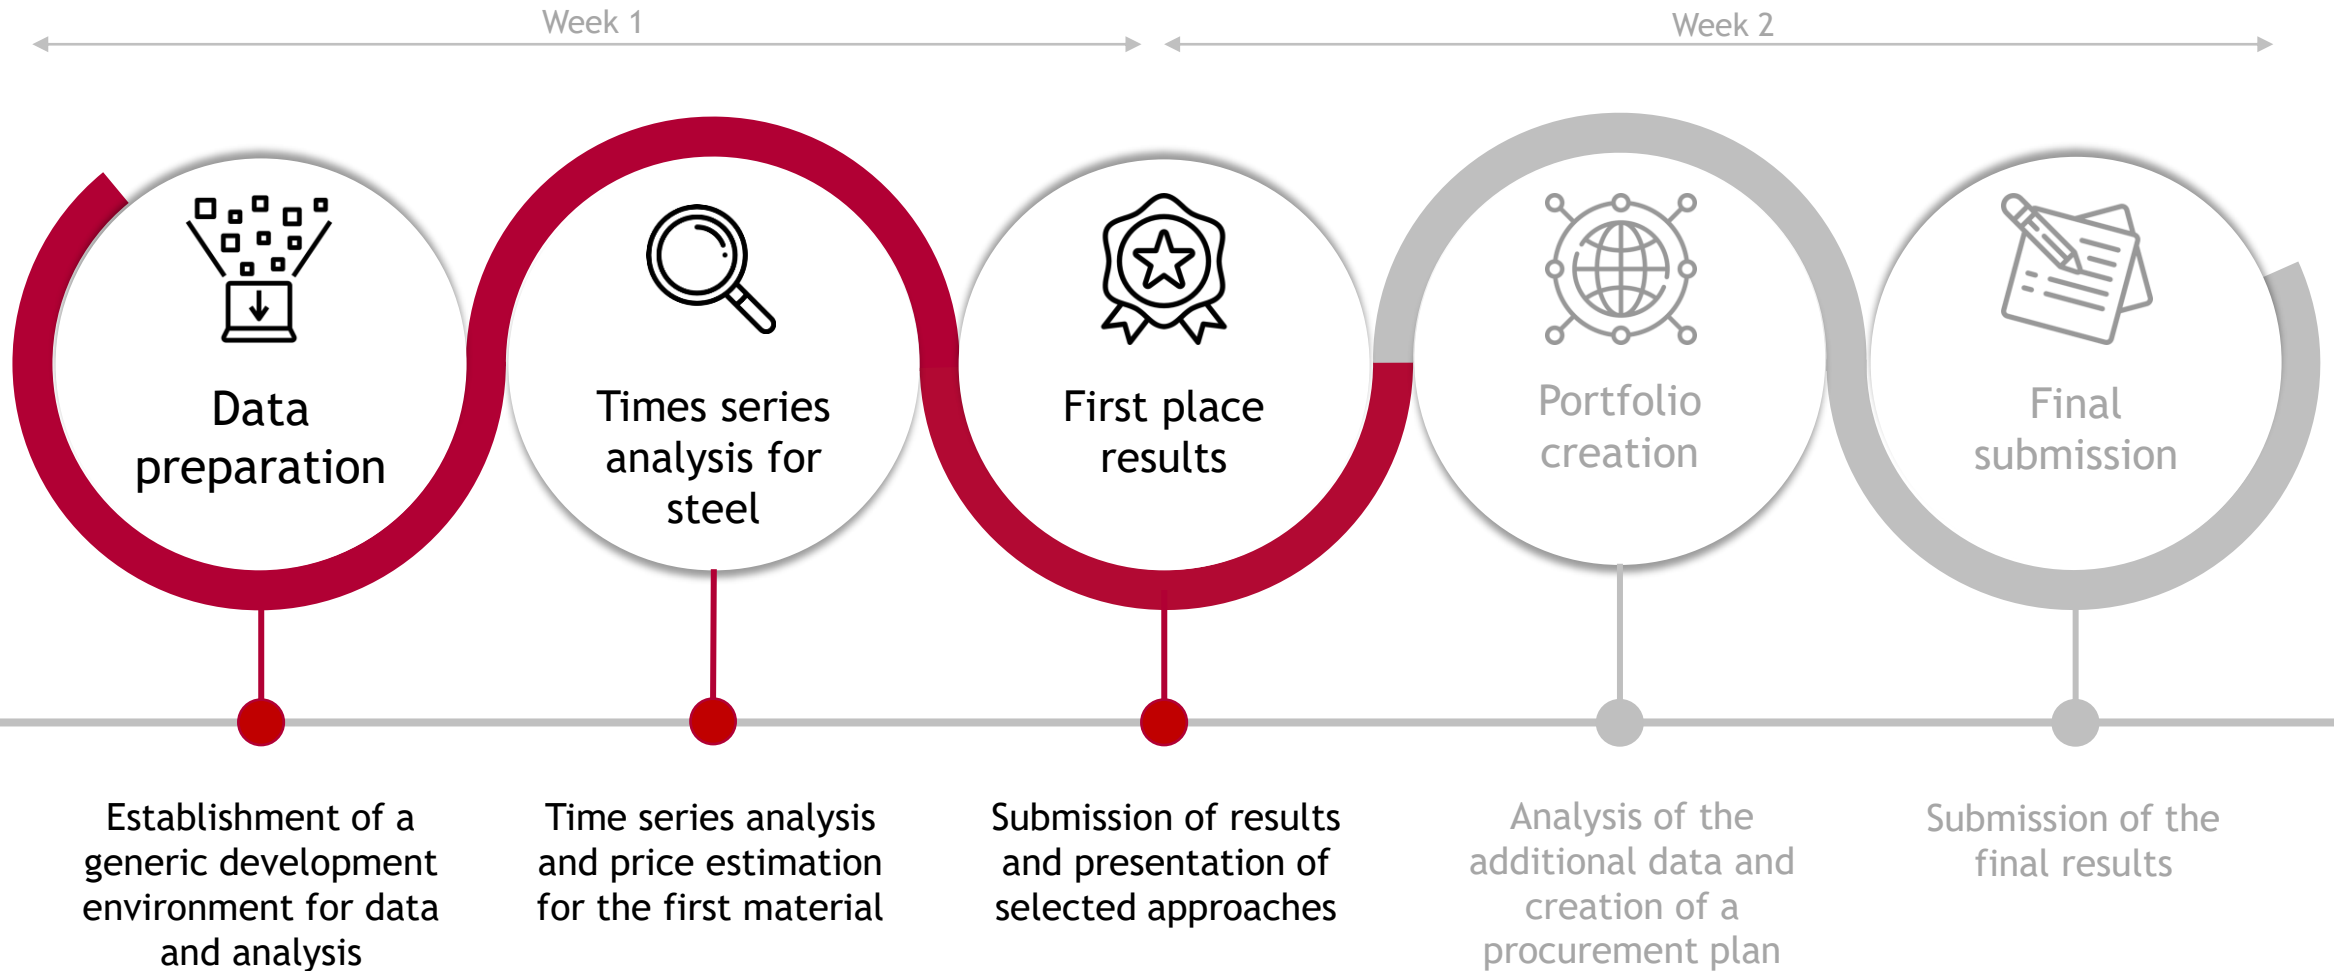 Week 1
Week 2
Data
preparation
Times series
analysis for
steel
First place
results
Portfolio
creation
Final
submission
Establishment of a
generic development
environment for data
and analysis
Time series analysis
and price estimation
for the first material
Submission of results
and presentation of
selected approaches
Analysis of the
additional data and
creation of a
procurement plan
Submission of the
final results